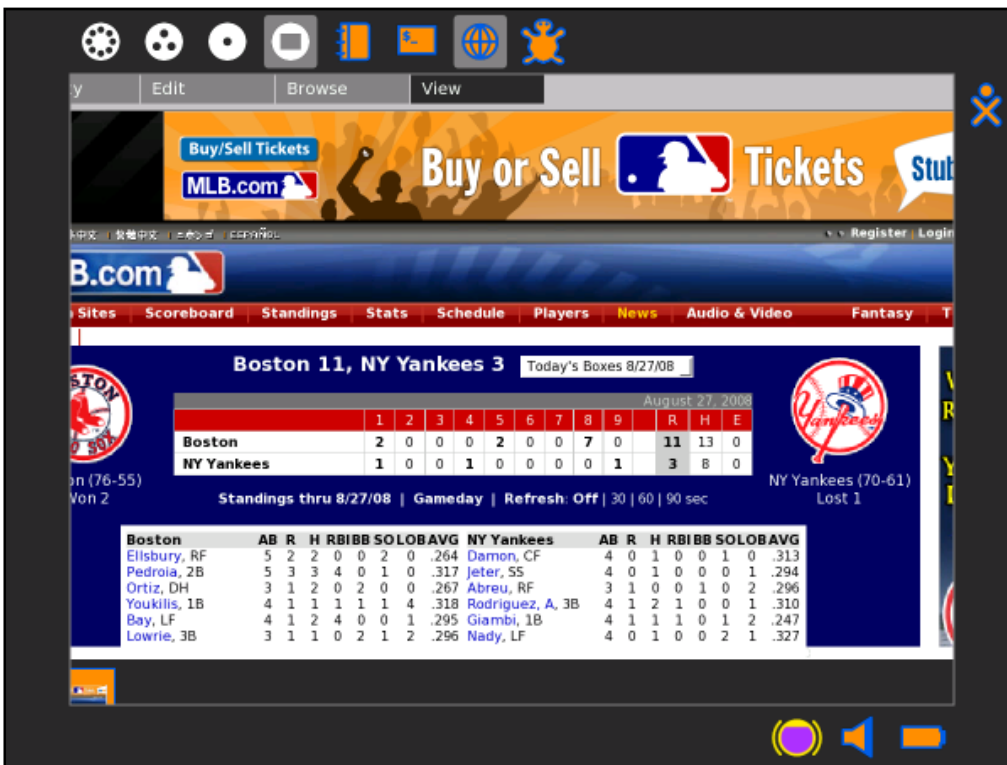 $_
y Edit Browse View
Buy/Sell Tickets
MLB.com
Buy or Sell Tickets
Stub
中文 | 繁體中文 | | ESPAÑOL
Register | Login
B.com
Sites Scoreboard Standings Stats Schedule Players News Audio & Video Fantasy T
Boston 11, NY Yankees 3 Today's Boxes 8/27/08
STON
D SO
Yankees
August 27, 2008
1 2 3 4 5 6 7 8 9 R H E
Boston 2 0 0 0 2 0 0 7 0 11 13 0
NY Yankees 1 0 0 1 0 0 0 0 1 3 8 0
on (76-55)
Won 2
NY Yankees (70-61)
Lost 1
Standings thru 8/27/08 | Gameday | Refresh: Off | 30 | 60 | 90 sec
Boston AB R H RBI BB SO LOB AVG NY Yankees AB R H RBI BB SO LOB AVG
Ellsbury, RF 5 2 2 0 0 2 0 .264 Damon, CF 4 0 1 0 0 1 0 .313
Pedroia, 2B 5 3 3 4 0 1 0 .317 Jeter, SS 4 0 1 0 0 0 1 .294
Ortiz, DH 3 1 2 0 2 0 0 .267 Abreu, RF 3 1 0 0 1 0 2 .296
Youkilis, 1B 4 1 1 1 1 1 4 .318 Rodriguez, A, 3B 4 1 2 1 0 0 1 .310
Bay, LF 4 1 2 4 0 0 1 .295 Giambi, 1B 4 1 1 1 0 1 2 .247
Lowrie, 3B 3 1 1 0 2 1 2 .296 Nady, LF 4 0 1 0 0 2 1 .327